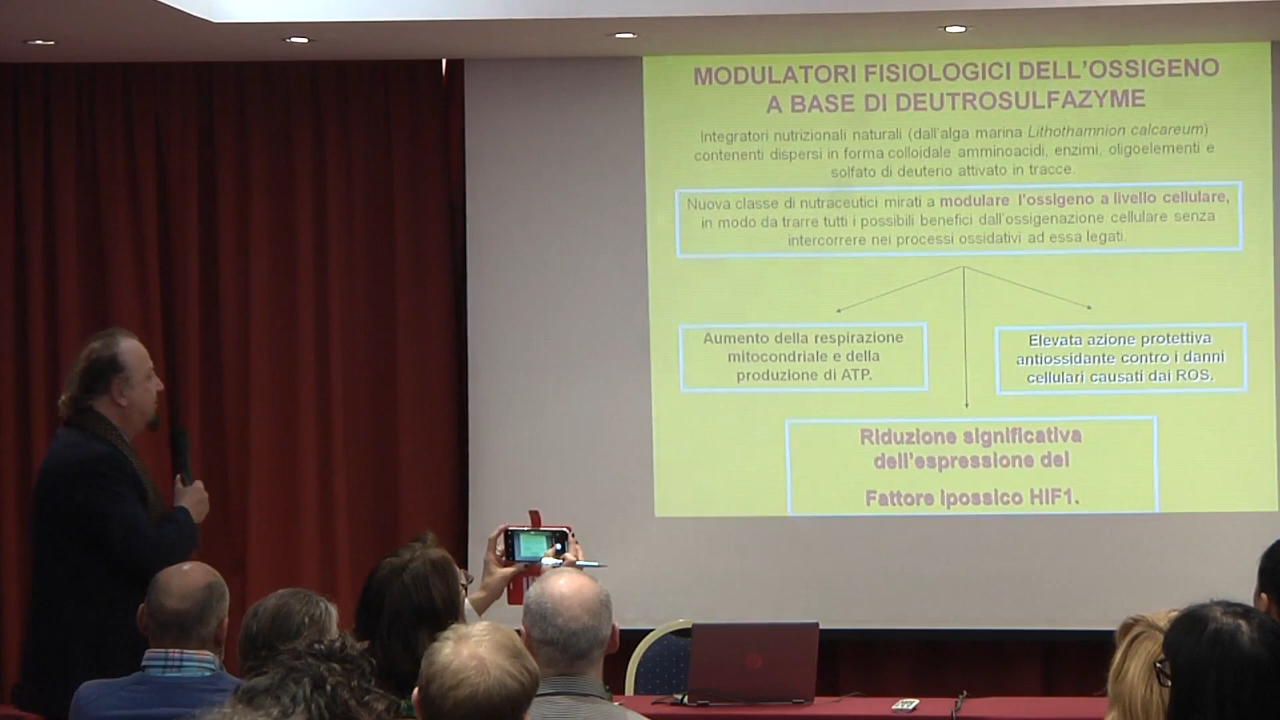 MODULATORI FISIOLOGICI DELL'OSSIGENO
A BASE DI DEUTROSULFAZYME
Integratori nutrizionali naturali (dall'alga marina Lithothamnion calcareum)
contenenti dispersi in forma colloidale amminoacidi, enzimi, oligoelementi e
solfato di deuterio attivato in tracce.
Nuova classe di nutraceutici mirati a modulare l'ossigeno a livello cellulare,
in modo da trarre tutti i possibili benefici dall'ossigenazione cellulare senza
intercorrere nei processi ossidativi ad essa legati.
Aumento della respirazione
mitocondriale e della
produzione di ATP.
Elevata azione protettiva
antiossidante contro i danni
cellulari causati dai ROS.
Riduzione significativa
dell'espressione del
Fattore ipossico HIF1.